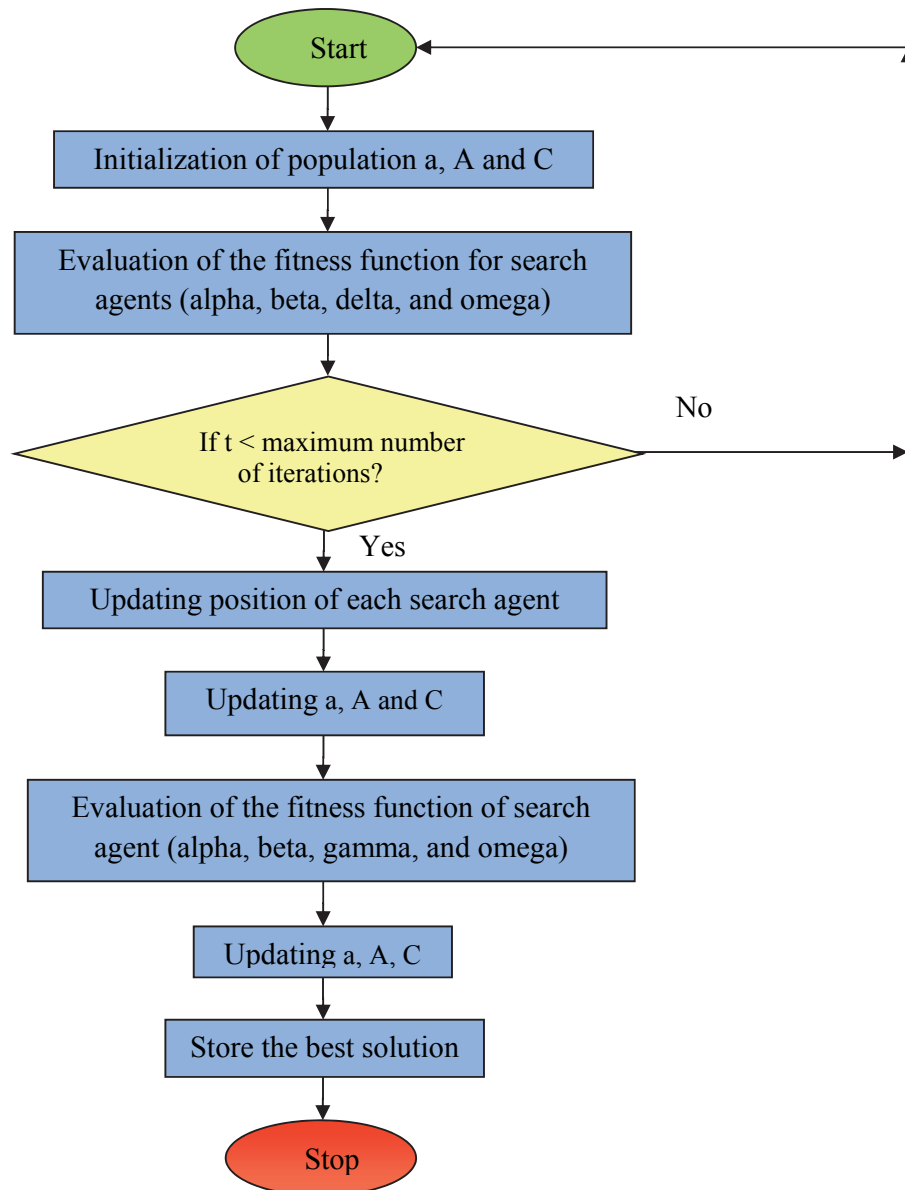 Start
Initialization of population a, A and C
Evaluation of the fitness function for search
agents (alpha, beta, delta, and omega)
No
If t < maximum number
of iterations?
Yes
Updating position of each search agent
Updating a, A and C
Evaluation of the fitness function of search
agent (alpha, beta, gamma, and omega)
Updating a, A, C
Store the best solution
Stop